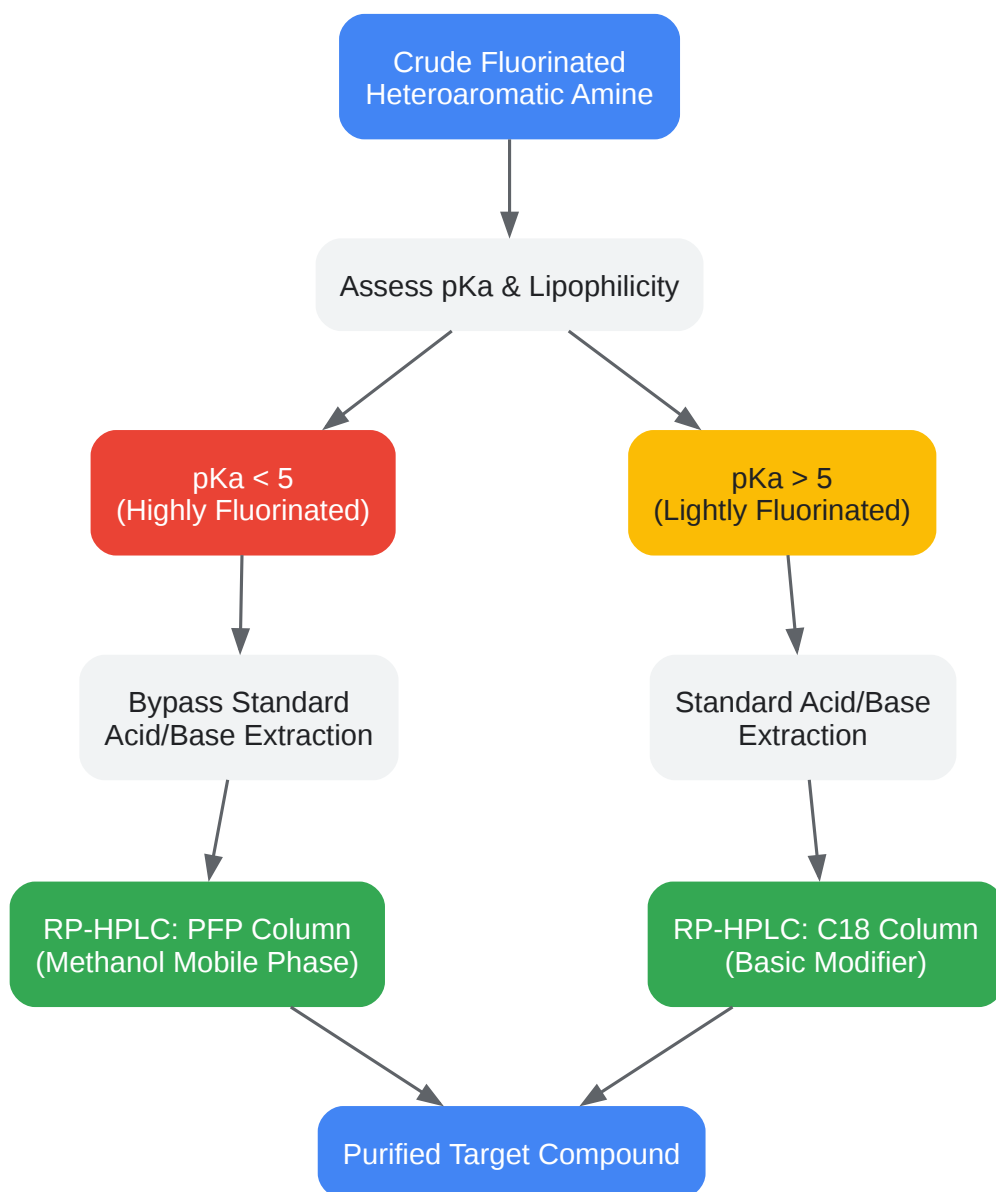 Crude Fluorinated
Heteroaromatic Amine
Assess pKa & Lipophilicity
pKa < 5
(Highly Fluorinated)
pKa > 5
(Lightly Fluorinated)
Bypass Standard
Acid/Base Extraction
Standard Acid/Base
Extraction
RP-HPLC: PFP Column
(Methanol Mobile Phase)
RP-HPLC: C18 Column
(Basic Modifier)
Purified Target Compound